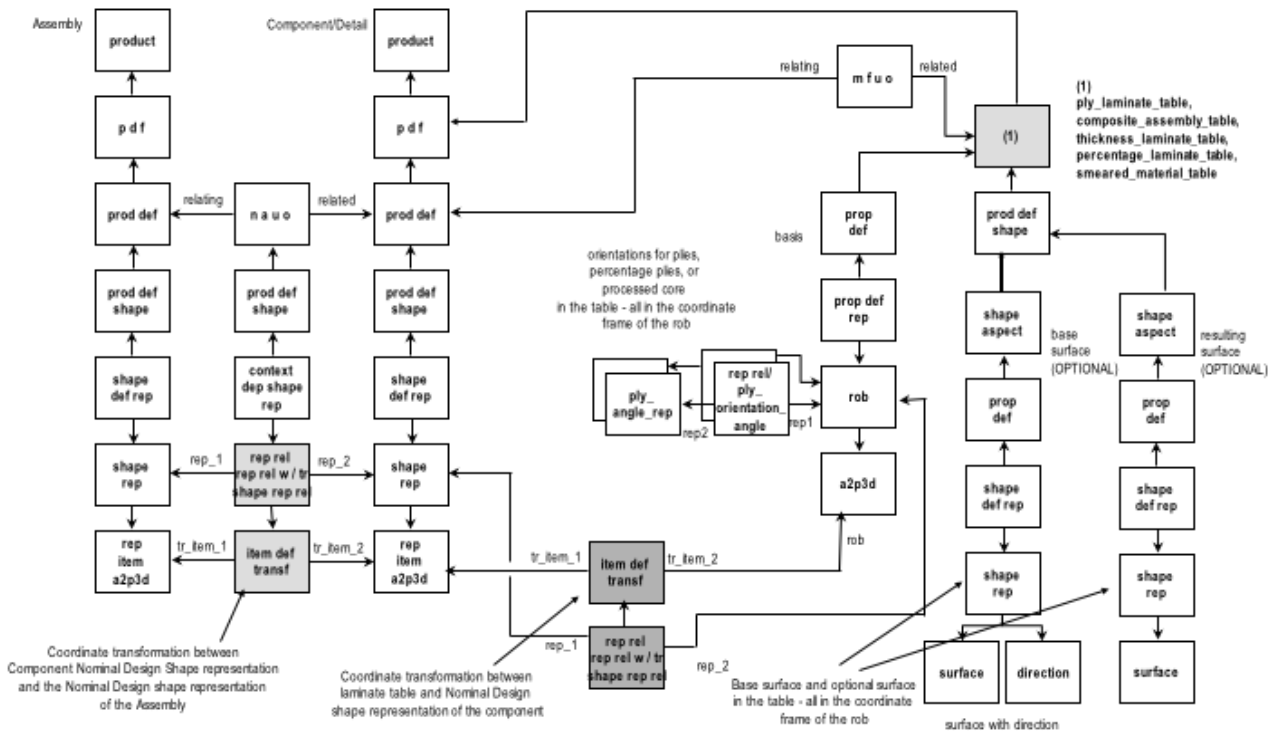 Assembly
product
p d f
prod def
prod def
shape
shape
def rep
shape
rep
rep
item
a2p3d
relating
n a u o
related
prod def
shape
context
dep shape
rep
rep_1
rep rel
rep rel w / tr
shape rep rel
rep_2
tr_item_1
item def
transf
tr_item_2
Coordinate transformation between
Component Nominal Design Shape representation
and the Nominal Design shape representation
of the Assembly
Component/Detail
product
p d f
prod def
prod def
shape
shape
def rep
shape
rep
rep
item
a2p3d
relating
m f u o
related
(1)
(1)
ply_laminate_table,
composite_assembly_table,
thickness_laminate_table,
percentage_laminate_table,
smeared_material_table
orientations for plies,
percentage plies, or
processed core
in the table - all in the coordinate
frame of the rob
basis
prop
def
prop def
rep
ply_
angle_rep
rep2
rep rel/
ply_
orientation_
angle
rep1
rob
a2p3d
rob
tr_item_1
item def
transf
tr_item_2
rep_1
rep rel
rep rel w / tr
shape rep rel
rep_2
Coordinate transformation between
laminate table and Nominal Design
shape representation of the component
prod def
shape
shape
aspect
base
surface
(OPTIONAL)
prop
def
shape
def rep
shape
rep
surface
direction
surface with direction
Base surface and optional surface
in the table - all in the coordinate
frame of the rob
shape
aspect
resulting
surface
(OPTIONAL)
prop
def
shape
def rep
shape
rep
surface